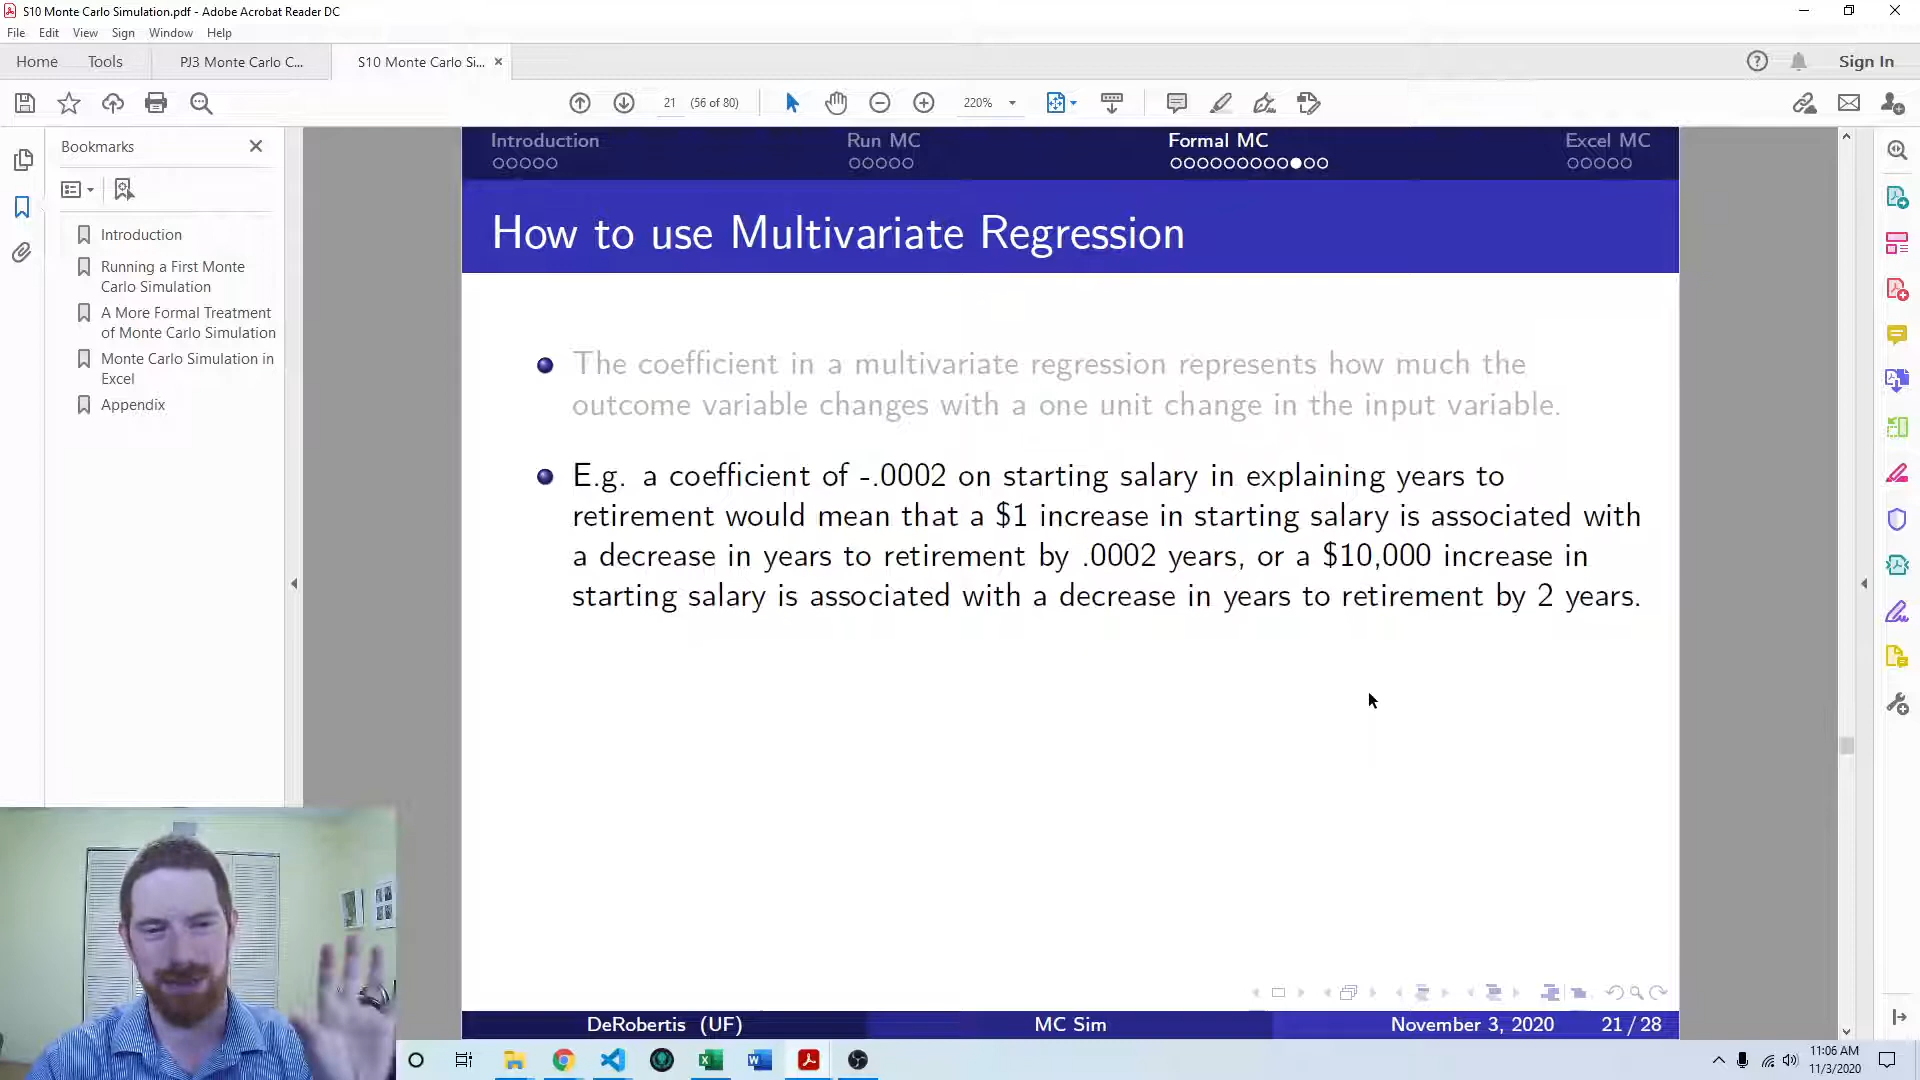 S10 Monte Carlo Simulation.pdf - Adobe Acrobat Reader DC
File Edit View Sign Window Help
Home Tools PJ3 Monte Carlo C... S10 Monte Carlo Si... Sign In
21 (56 of 80) 220%
Bookmarks
Introduction
Running a First Monte
Carlo Simulation
A More Formal Treatment
of Monte Carlo Simulation
Monte Carlo Simulation in
Excel
Appendix
Introduction Run MC Formal MC Excel MC
How to use Multivariate Regression
The coefficient in a multivariate regression represents how much the
outcome variable changes with a one unit change in the input variable.
E.g. a coefficient of -.0002 on starting salary in explaining years to
retirement would mean that a $1 increase in starting salary is associated with
a decrease in years to retirement by .0002 years, or a $10,000 increase in
starting salary is associated with a decrease in years to retirement by 2 years.
DeRobertis (UF) MC Sim November 3, 2020 21 / 28
11:06 AM
11/3/2020